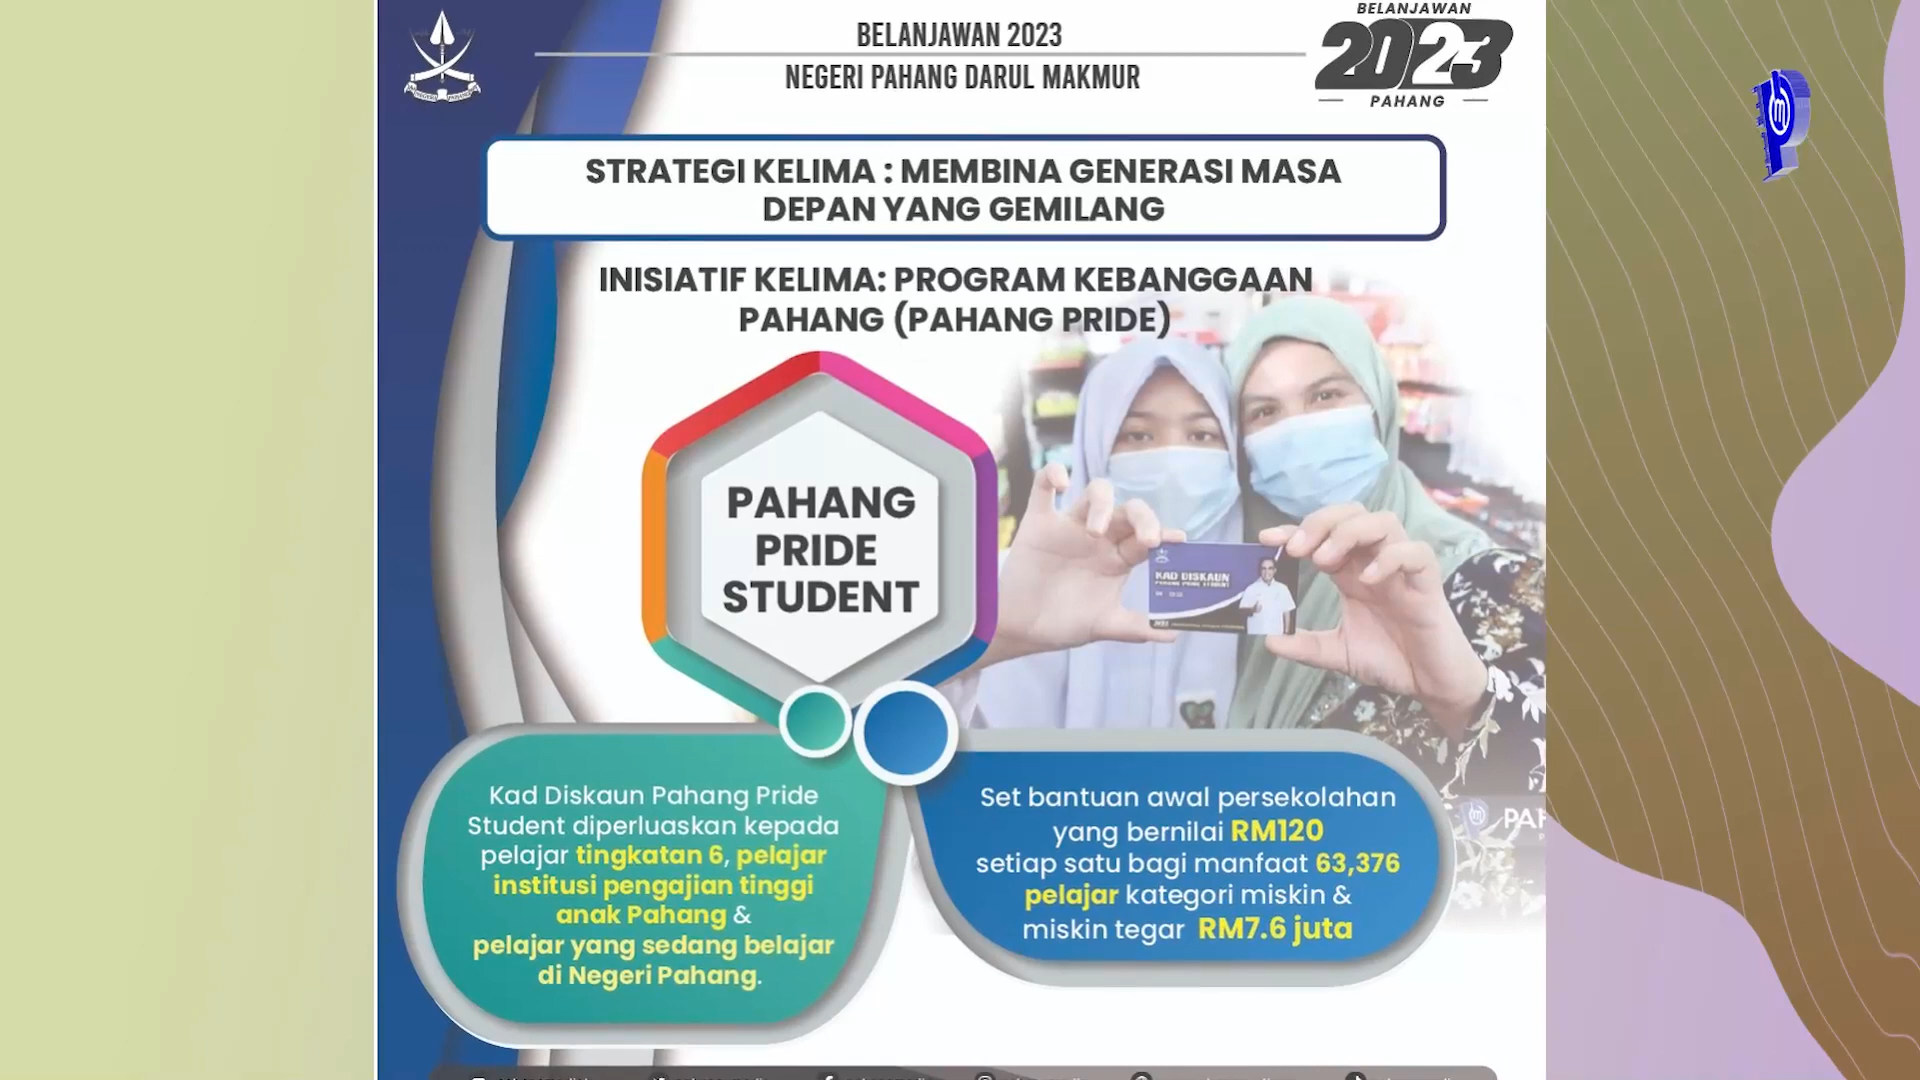 BELANJAWAN 2023
NEGERI PAHANG DARUL MAKMUR
BELANJAWAN
2023
PAHANG
STRATEGI KELIMA : MEMBINA GENERASI MASA
DEPAN YANG GEMILANG
INISIATIF KELIMA: PROGRAM KEBANGGAAN
PAHANG (PAHANG PRIDE)
PAHANG
PRIDE
STUDENT
KAD DISKAUN
PAHANG PRIDE STUDENT
Kad Diskaun Pahang Pride
Student diperluaskan kepada
pelajar tingkatan 6, pelajar
institusi pengajian tinggi
anak Pahang &
pelajar yang sedang belajar
di Negeri Pahang.
Set bantuan awal persekolahan
yang bernilai RM120
setiap satu bagi manfaat 63,376
pelajar kategori miskin &
miskin tegar RM7.6 juta